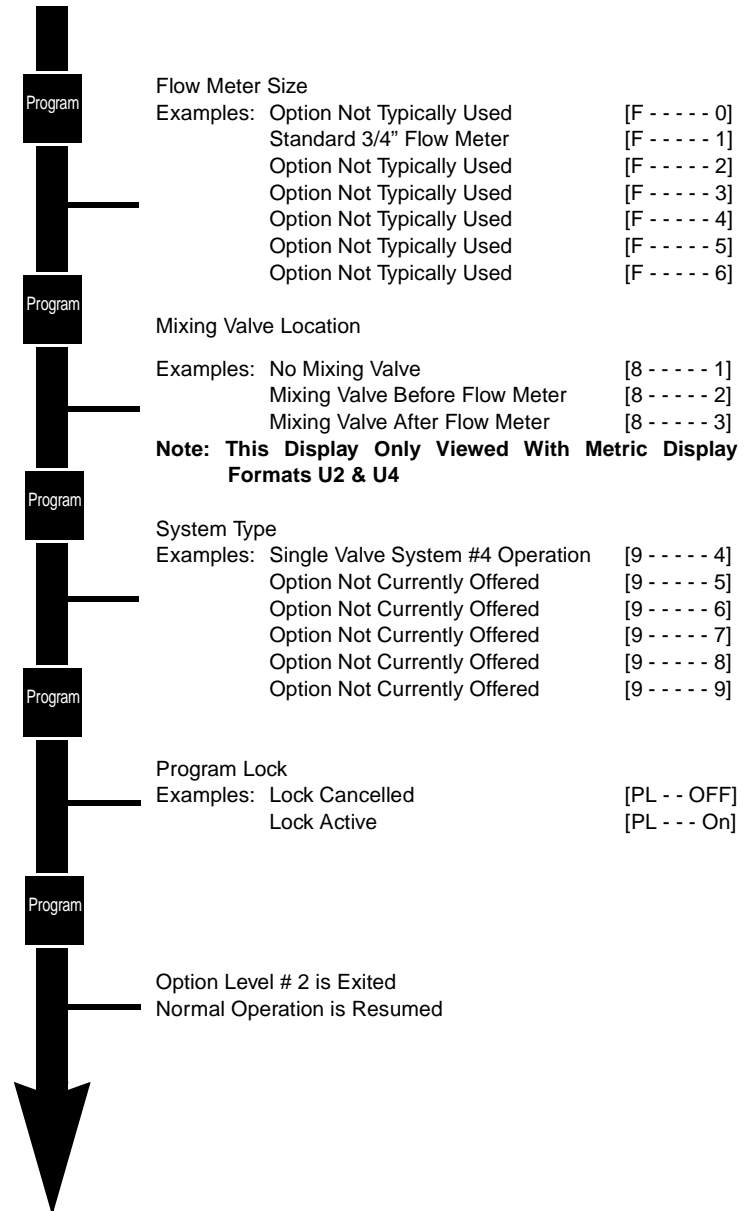 Program
Flow Meter Size
Examples: Option Not Typically Used [F - - - - - 0]
Standard 3/4” Flow Meter [F - - - - - 1]
Option Not Typically Used [F - - - - - 2]
Option Not Typically Used [F - - - - - 3]
Option Not Typically Used [F - - - - - 4]
Option Not Typically Used [F - - - - - 5]
Option Not Typically Used [F - - - - - 6]
Program
Mixing Valve Location
Examples: No Mixing Valve [8 - - - - - 1]
Mixing Valve Before Flow Meter [8 - - - - - 2]
Mixing Valve After Flow Meter [8 - - - - - 3]
Note: This Display Only Viewed With Metric Display
Formats U2 & U4
Program
System Type
Examples: Single Valve System #4 Operation [9 - - - - - 4]
Option Not Currently Offered [9 - - - - - 5]
Option Not Currently Offered [9 - - - - - 6]
Option Not Currently Offered [9 - - - - - 7]
Option Not Currently Offered [9 - - - - - 8]
Option Not Currently Offered [9 - - - - - 9]
Program
Program Lock
Examples: Lock Cancelled [PL - - OFF]
Lock Active [PL - - - On]
Program
Option Level # 2 is Exited
Normal Operation is Resumed